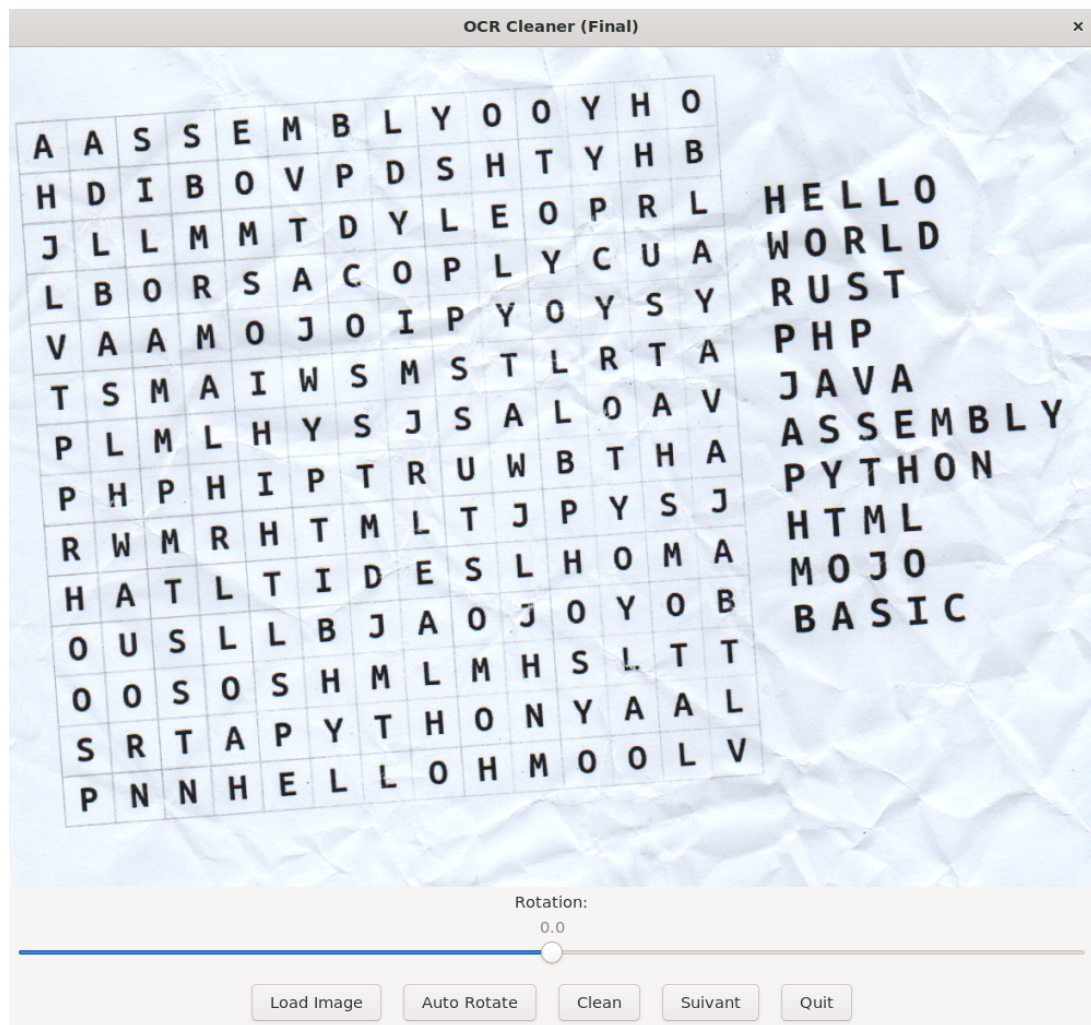 OCR Cleaner (Final) ×
A A S S E M B L Y O O Y H O
H D I B O V P D S H T Y H B
J L L M M T D Y L E O P R L
L B O R S A C O P L Y C U A
V A A M O J O I P Y O Y S Y
T S M A I W S M S T L R T A
P L M L H Y S J S A L O A V
P H P H I P T R U W B T H A
R W M R H T M L T J P Y S J
H A T L T I D E S L H O M A
O U S L L B J A O J O Y O B
O O S O S H M L M H S L T T
S R T A P Y T H O N Y A A L
P N N H E L L O H M O O L V
HELLO
WORLD
RUST
PHP
JAVA
ASSEMBLY
PYTHON
HTML
MOJO
BASIC
Rotation:
0.0
Load Image Auto Rotate Clean Suivant Quit